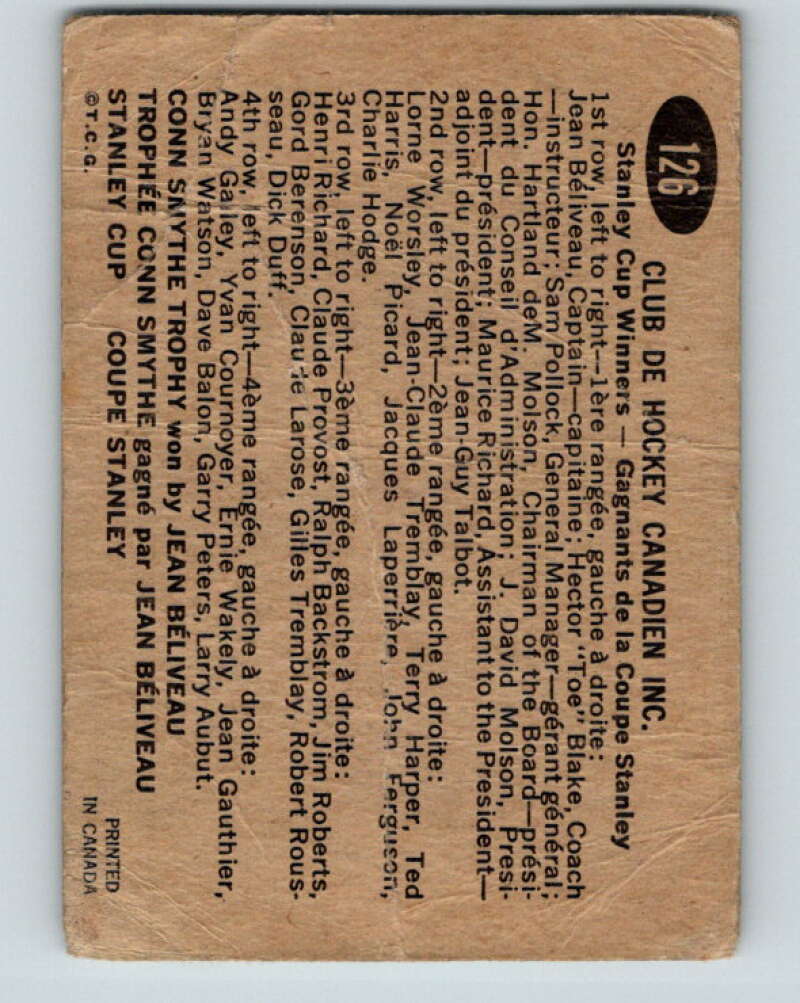 126
CLUB DE HOCKEY CANADIEN INC.
Stanley Cup Winners — Gagnants de la Coupe Stanley
1st row, left to right—1ère rangée, gauche à droite:
Jean Béliveau, Captain—capitaine; Hector "Toe" Blake, Coach
—instructeur; Sam Pollock, General Manager—gérant général;
Hon. Hartland deM. Molson, Chairman of the Board—prési-
dent du Conseil d'Administration; J. David Molson, Presi-
dent—président; Maurice Richard, Assistant to the President—
adjoint du président; Jean-Guy Talbot.
2nd row, left to right—2ème rangée, gauche à droite:
Lorne Worsley, Jean-Claude Tremblay, Terry Harper, Ted
Harris, Noël Picard, Jacques Laperrière, John Ferguson,
Charlie Hodge.
3rd row, left to right—3ème rangée, gauche à droite:
Henri Richard, Claude Provost, Ralph Backstrom, Jim Roberts,
Gord Berenson, Claude Larose, Gilles Tremblay, Robert Rous-
seau, Dick Duff.
4th row, left to right—4ème rangée, gauche à droite:
Andy Galley, Yvan Cournoyer, Ernie Wakely, Jean Gauthier,
Bryan Watson, Dave Balon, Garry Peters, Larry Aubut.
CONN SMYTHE TROPHY won by JEAN BÉLIVEAU
TROPHÉE CONN SMYTHE gagné par JEAN BÉLIVEAU
STANLEY CUP COUPE STANLEY
©T.C.G.
PRINTED
IN CANADA